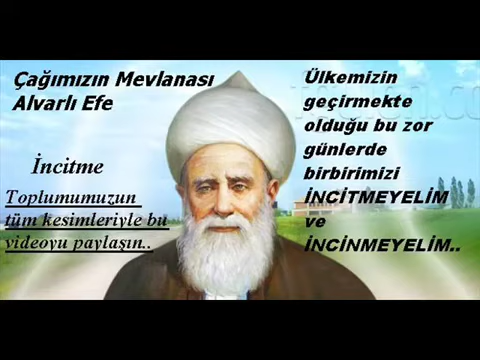 Çağımızın Mevlanası
Alvarlı Efe
İncitme
Toplumumuzun
tüm kesimleriyle bu
videoyu paylaşın..
Ülkemizin
geçirmekte
olduğu bu zor
günlerde
birbirimizi
İNCİTMEYELİM
ve
İNCİNMEYELİM..